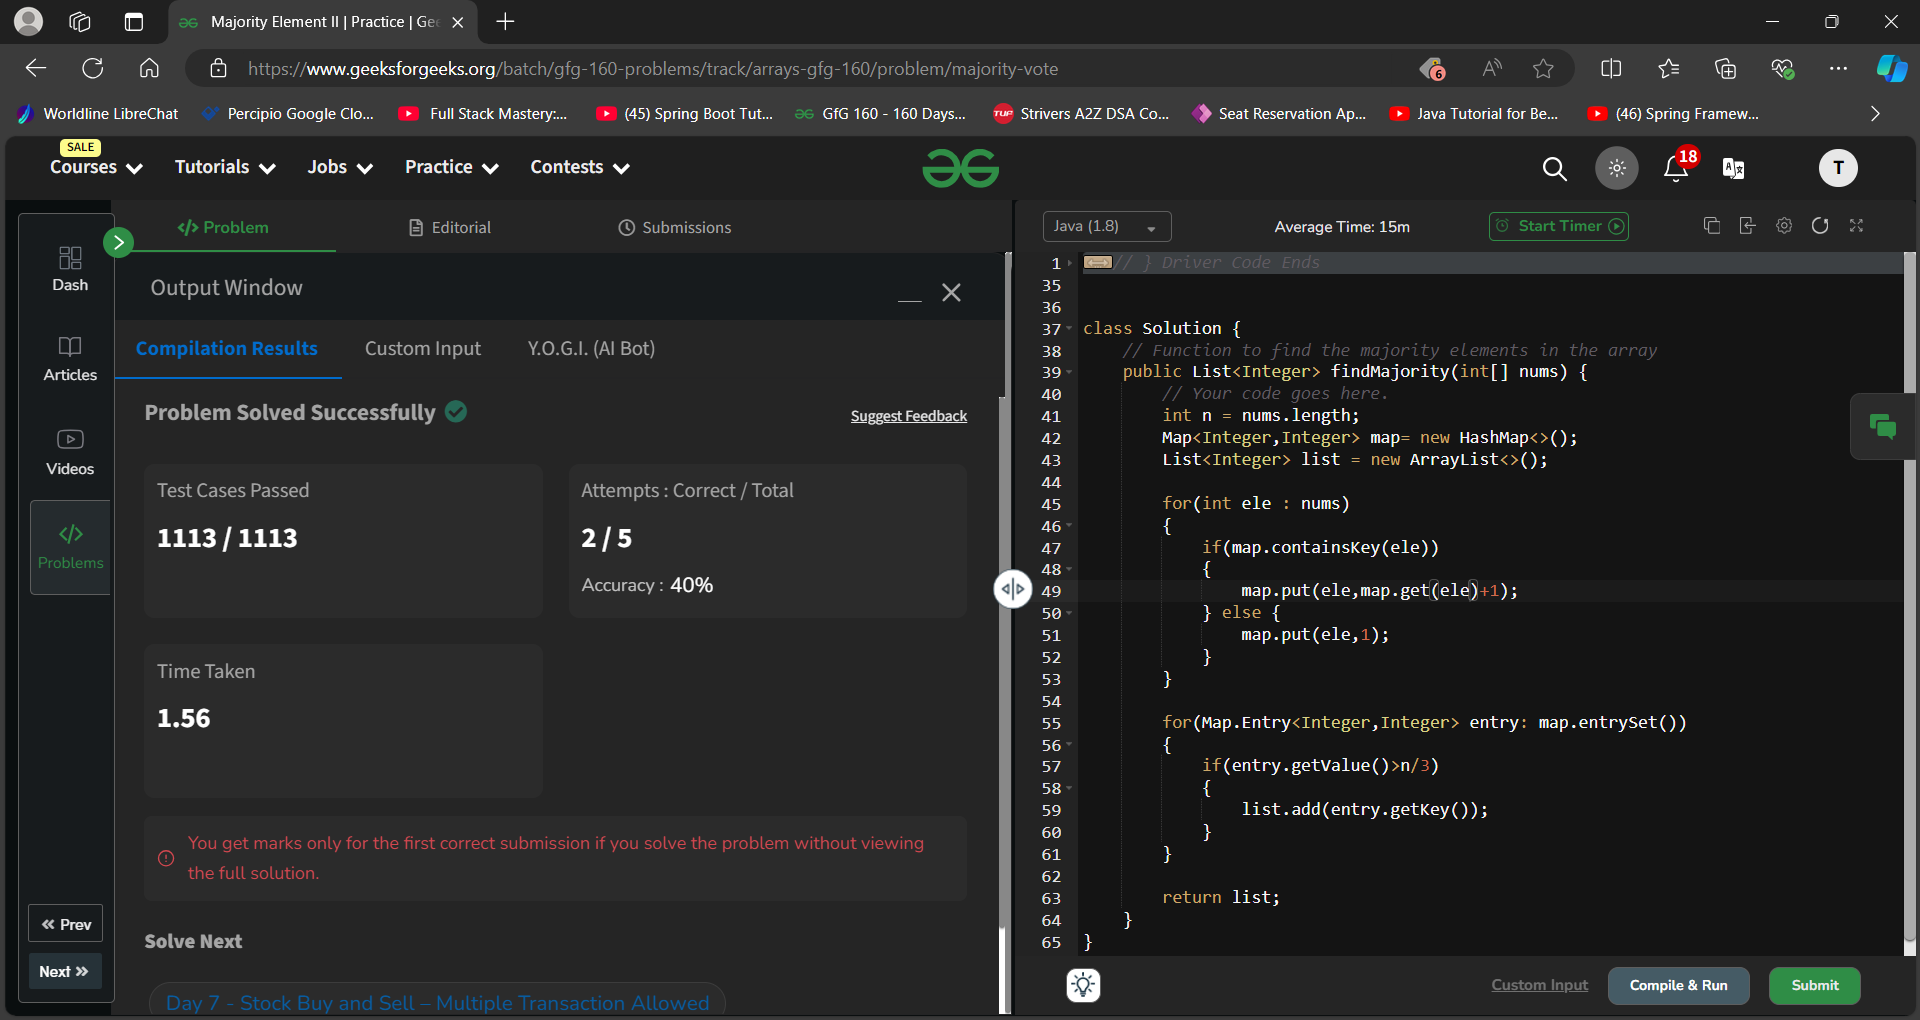 Majority Element II | Practice | Gee
https://www.geeksforgeeks.org/batch/gfg-160-problems/track/arrays-gfg-160/problem/majority-vote
6
Worldline LibreChat
Percipio Google Clo...
Full Stack Mastery:...
(45) Spring Boot Tut...
GfG 160 - 160 Days...
TUF
Strivers A2Z DSA Co...
Seat Reservation Ap...
Java Tutorial for Be...
(46) Spring Framew...
SALE
Courses
Tutorials
Jobs
Practice
Contests
18
T
Dash
Articles
Videos
</>
Problems
Prev
Next
</> Problem
Editorial
Submissions
Output Window
Compilation Results
Custom Input
Y.O.G.I. (AI Bot)
Problem Solved Successfully
Suggest Feedback
Test Cases Passed
1113 / 1113
Attempts : Correct / Total
2 / 5
Accuracy : 40%
Time Taken
1.56
You get marks only for the first correct submission if you solve the problem without viewing
the full solution.
Solve Next
Day 7 - Stock Buy and Sell – Multiple Transaction Allowed
Java (1.8)
Average Time: 15m
Start Timer
1 // } Driver Code Ends
35
36
37 class Solution {
38 // Function to find the majority elements in the array
39 public List<Integer> findMajority(int[] nums) {
40 // Your code goes here.
41 int n = nums.length;
42 Map<Integer,Integer> map= new HashMap<>();
43 List<Integer> list = new ArrayList<>();
44
45 for(int ele : nums)
46 {
47 if(map.containsKey(ele))
48 {
49 map.put(ele,map.get(ele)+1);
50 } else {
51 map.put(ele,1);
52 }
53 }
54
55 for(Map.Entry<Integer,Integer> entry: map.entrySet())
56 {
57 if(entry.getValue()>n/3)
58 {
59 list.add(entry.getKey());
60 }
61 }
62
63 return list;
64 }
65 }
Custom Input
Compile & Run
Submit